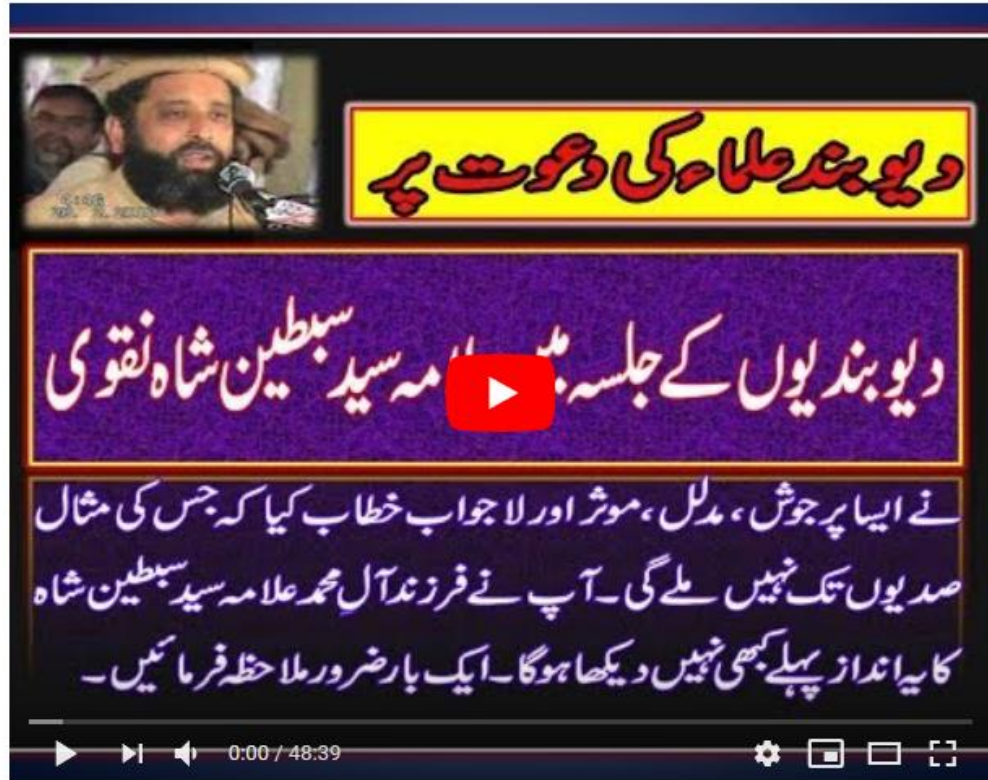 دیوبند علماء کی دعوت پر
دیوبندیوں کے جلسہ میں علامہ سید سبطین شاہ نقوی
نے ایسا پرجوش، مدلل، موثر اور لاجواب خطاب کیا کہ جس کی مثال
صدیوں تک نہیں ملے گی۔ آپ نے فرزند آلِ محمد علامہ سید سبطین شاہ
کا یہ انداز پہلے کبھی نہیں دیکھا ہوگا۔ ایک بار ضرور ملاحظہ فرمائیں۔
0:00 / 48:39